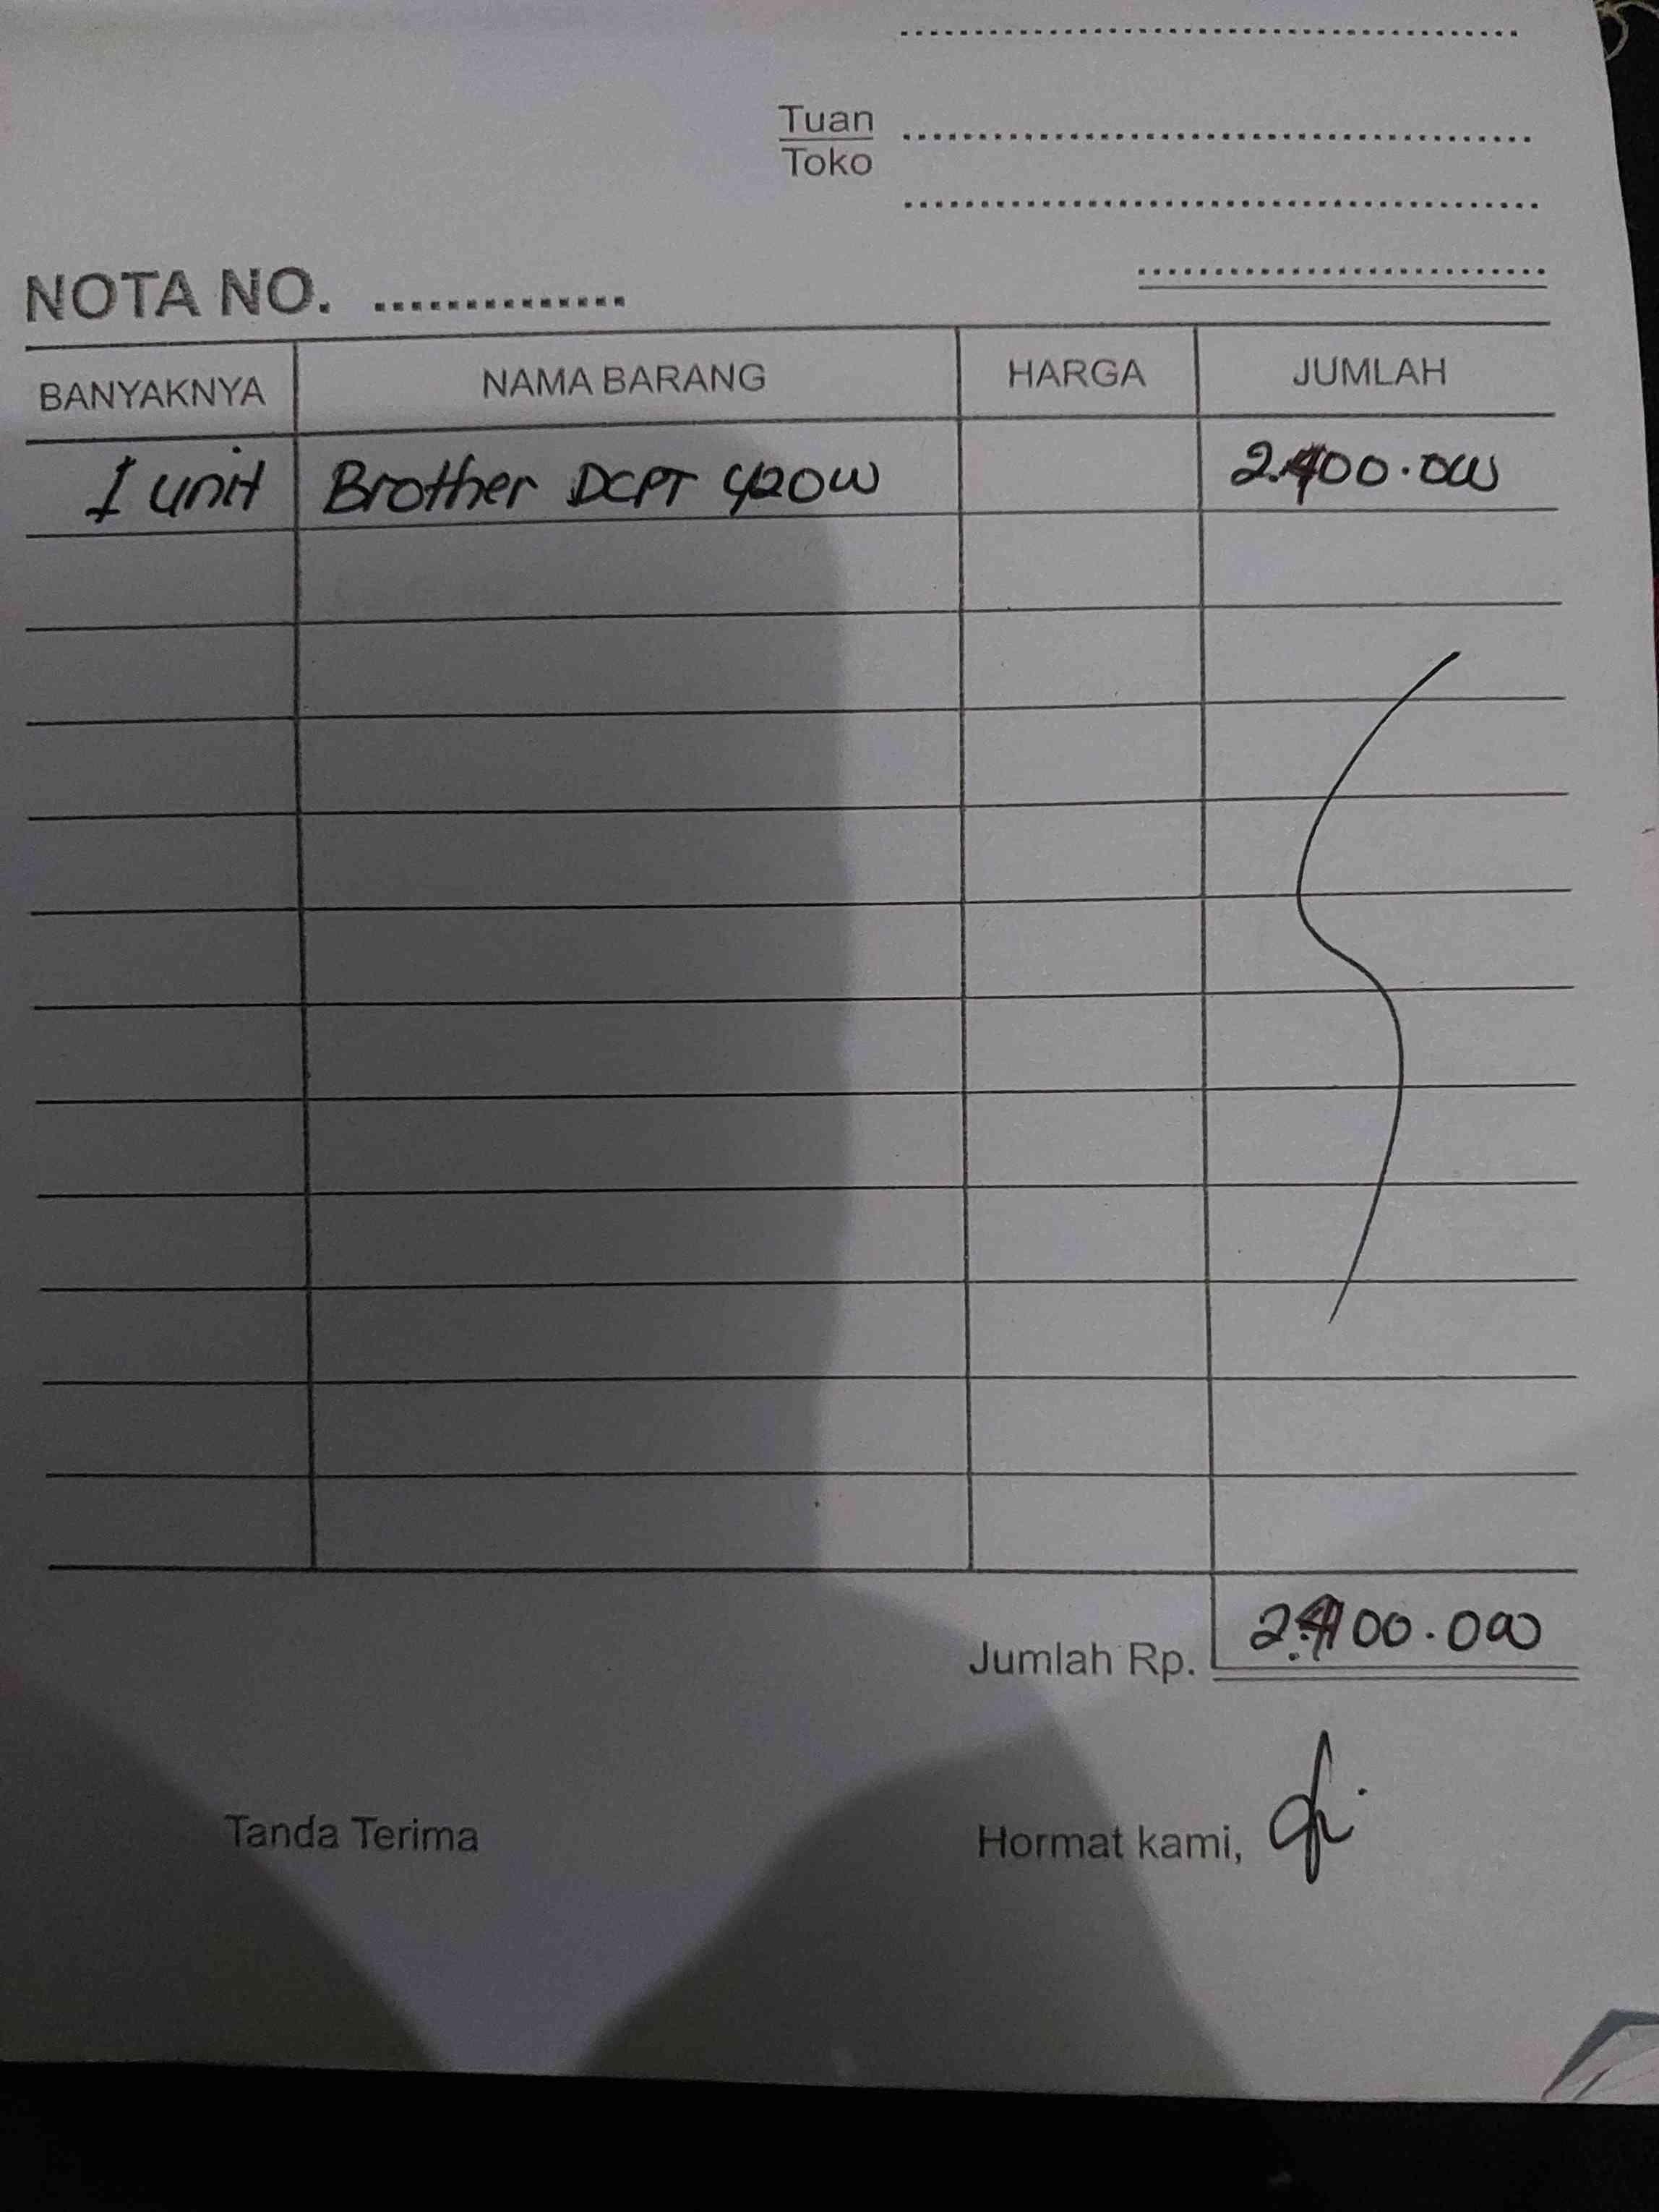 Tuan
Toko
NOTA NO.
BANYAKNYA NAMA BARANG HARGA JUMLAH
1 unit Brother DCPT 420W 2.400.000
Jumlah Rp. 2.400.000
Tanda Terima Hormat kami,